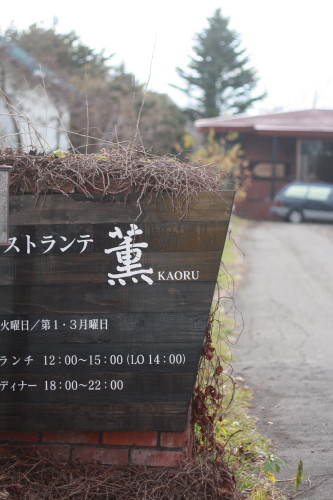 ストランテ 薫 KAORU
火曜日／第1・3月曜日
ランチ 12:00～15:00 (LO 14:00)
ディナー 18:00～22:00